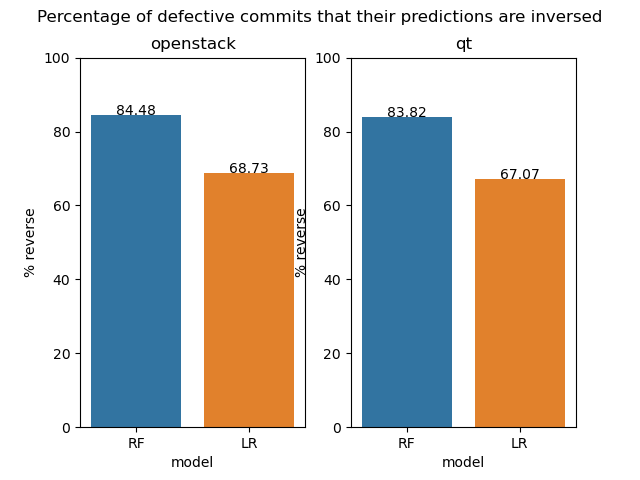 Percentage of defective commits that their predictions are inversed
openstack
% reverse
100
80
60
40
20
0
84.48
68.73
RF
LR
model
qt
% reverse
100
80
60
40
20
0
83.82
67.07
RF
LR
model